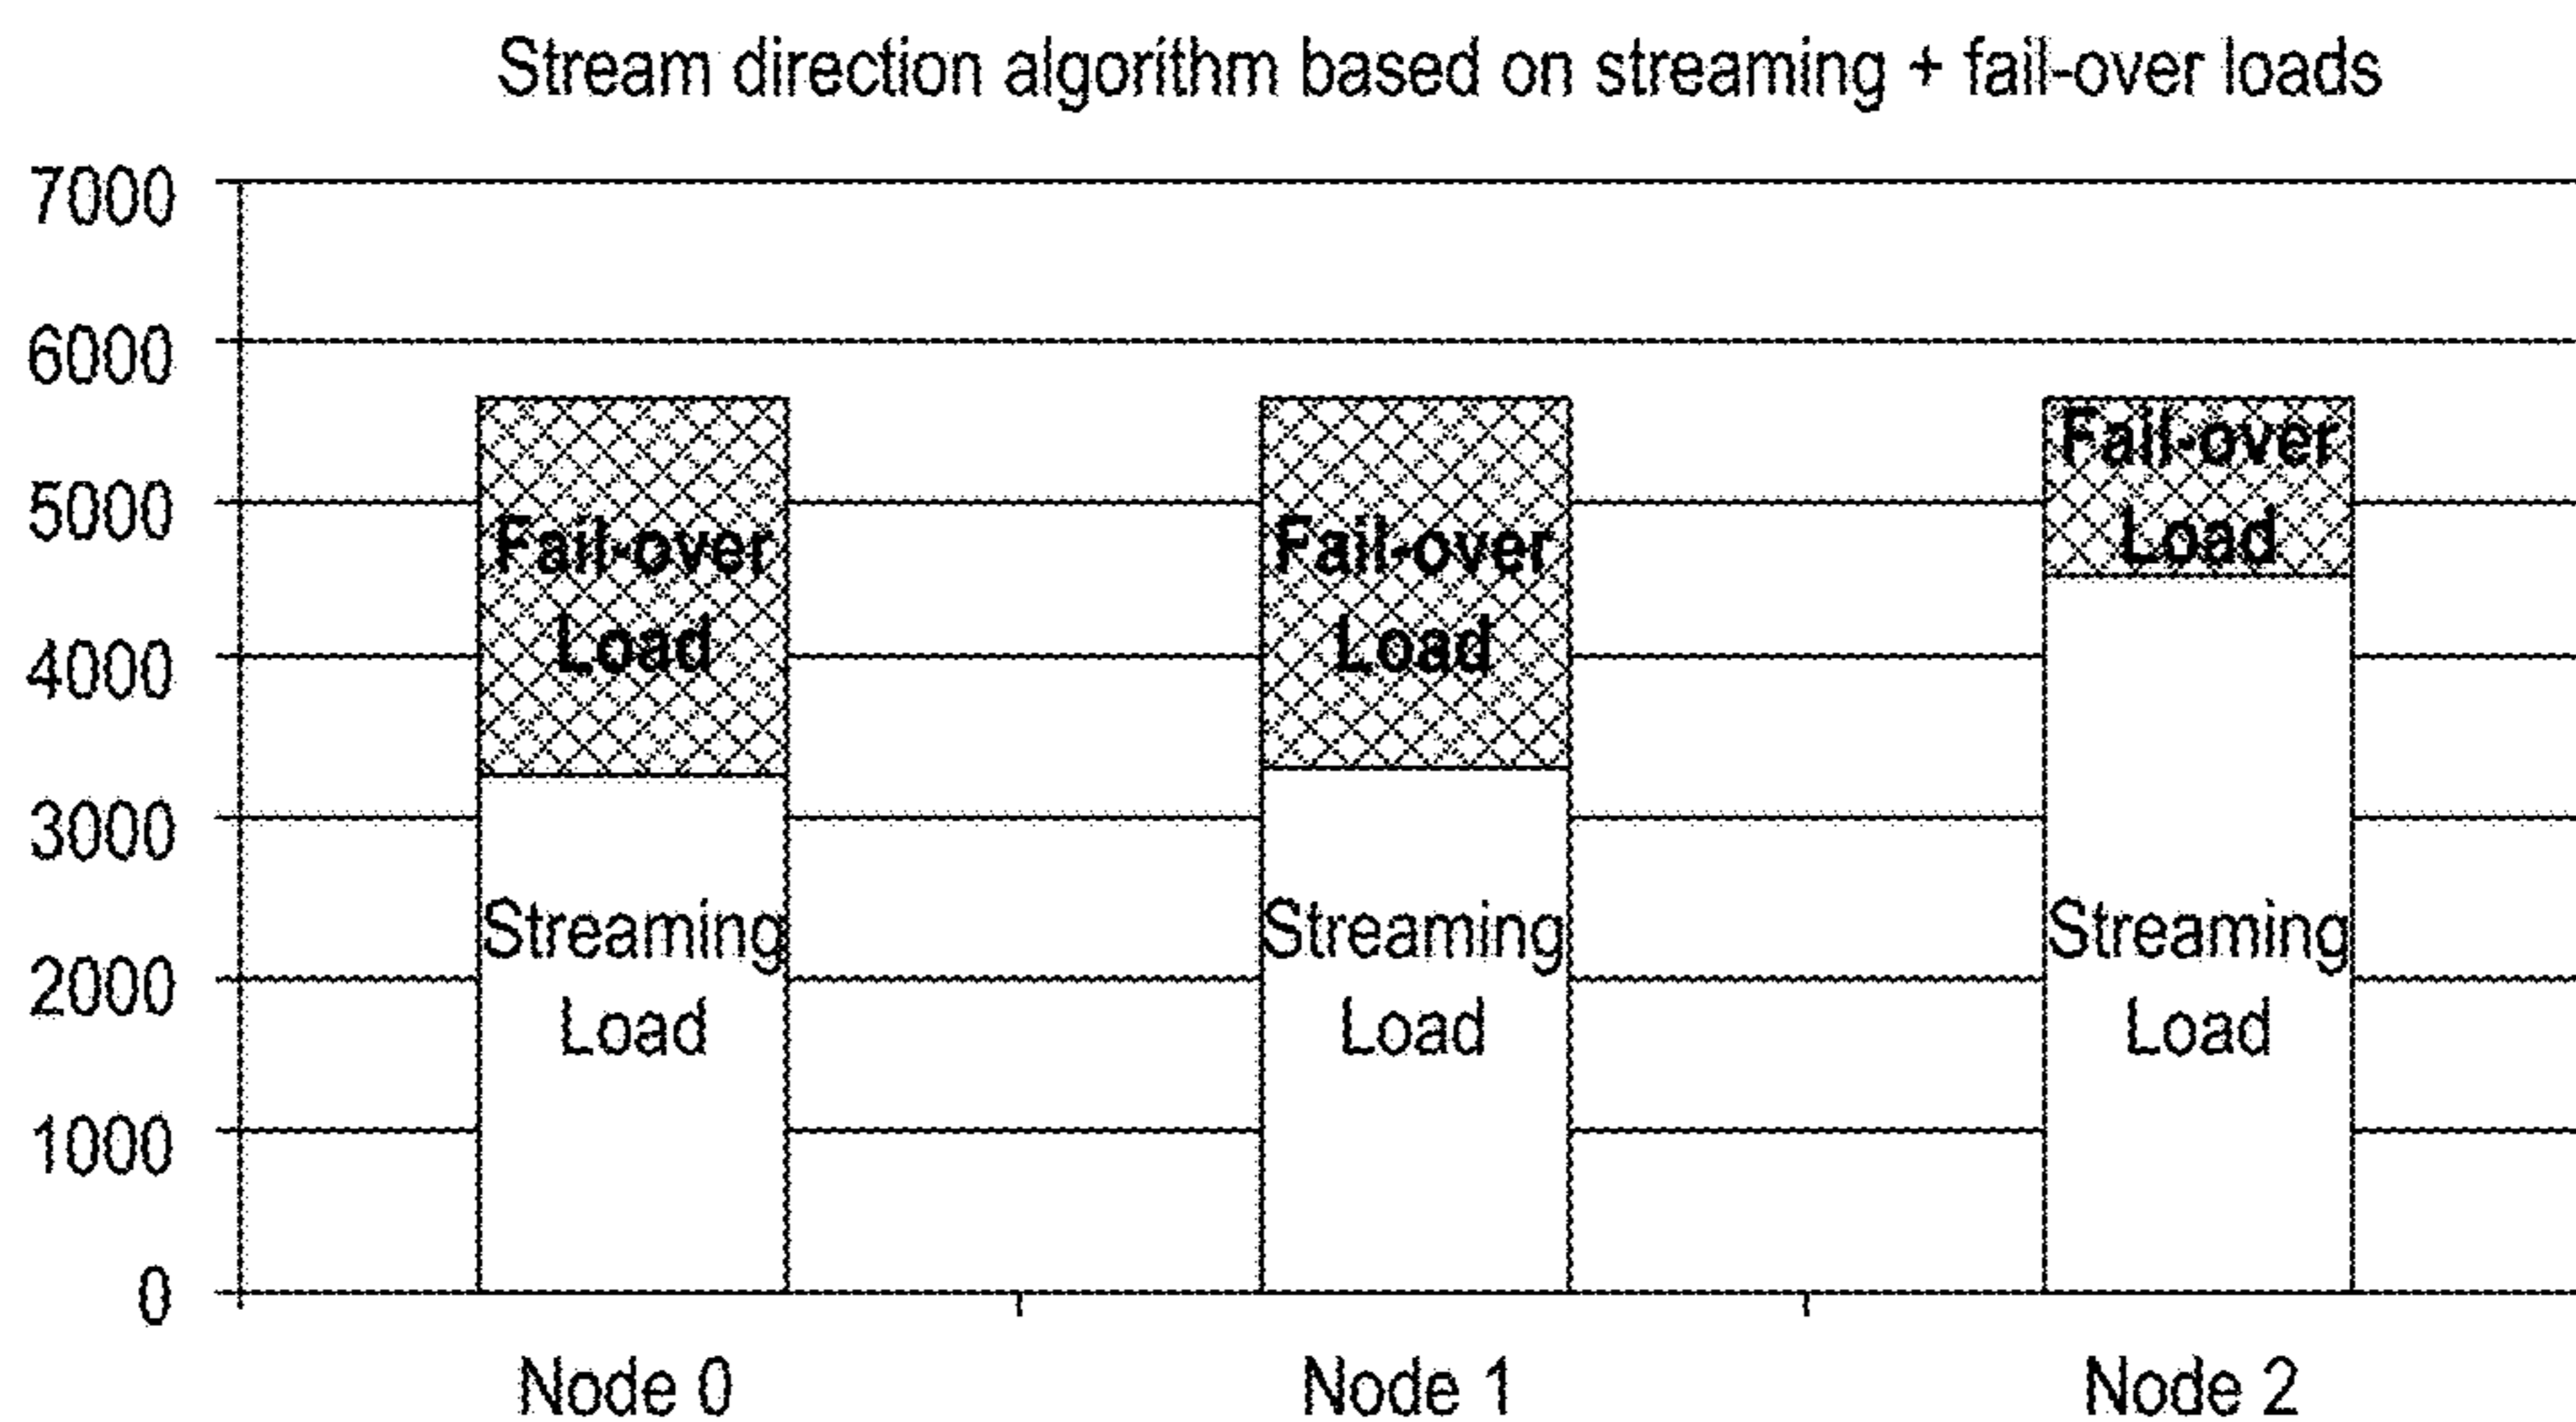 Stream direction algorithm based on streaming + fail-over loads
7000
6000
5000
4000
3000
2000
1000
0
Fail-over
Load
Streaming
Load
Fail-over
Load
Streaming
Load
Fail-over
Load
Streaming
Load
Node 0
Node 1
Node 2